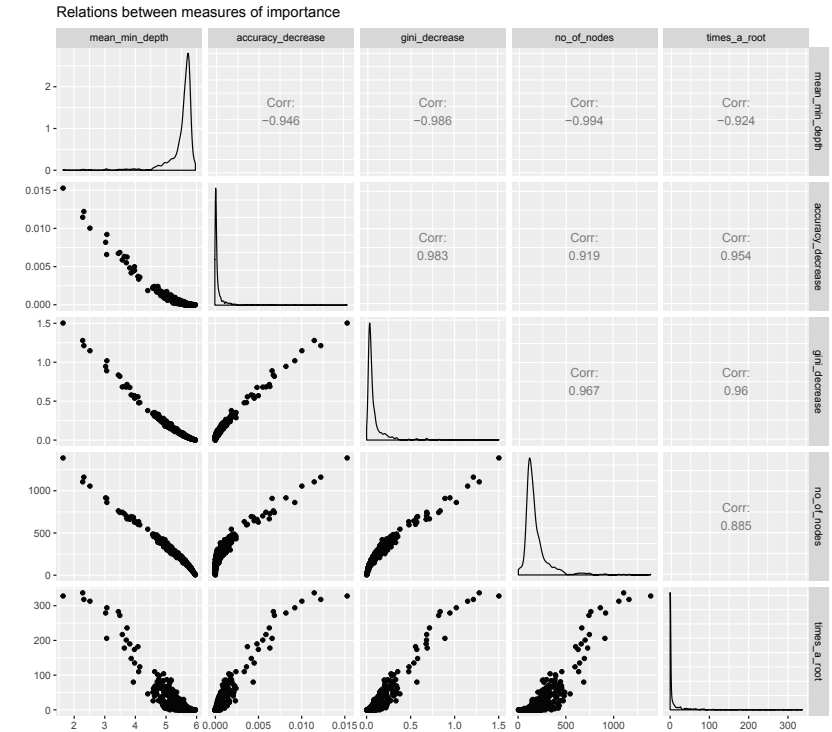 Relations between measures of importance
mean_min_depth accuracy_decrease gini_decrease no_of_nodes times_a_root
2
1
0
Corr:
−0.946
Corr:
−0.986
Corr:
−0.994
Corr:
−0.924
mean_min_depth
0.015
0.010
0.005
0.000
Corr:
0.983
Corr:
0.919
Corr:
0.954
accuracy_decrease
1.5
1.0
0.5
0.0
Corr:
0.967
Corr:
0.96
gini_decrease
1000
500
0
Corr:
0.885
no_of_nodes
300
200
100
0
times_a_root
2 3 4 5 6 0.000 0.005 0.010 0.015 0.0 0.5 1.0 1.5 0 500 1000 0 100 200 300